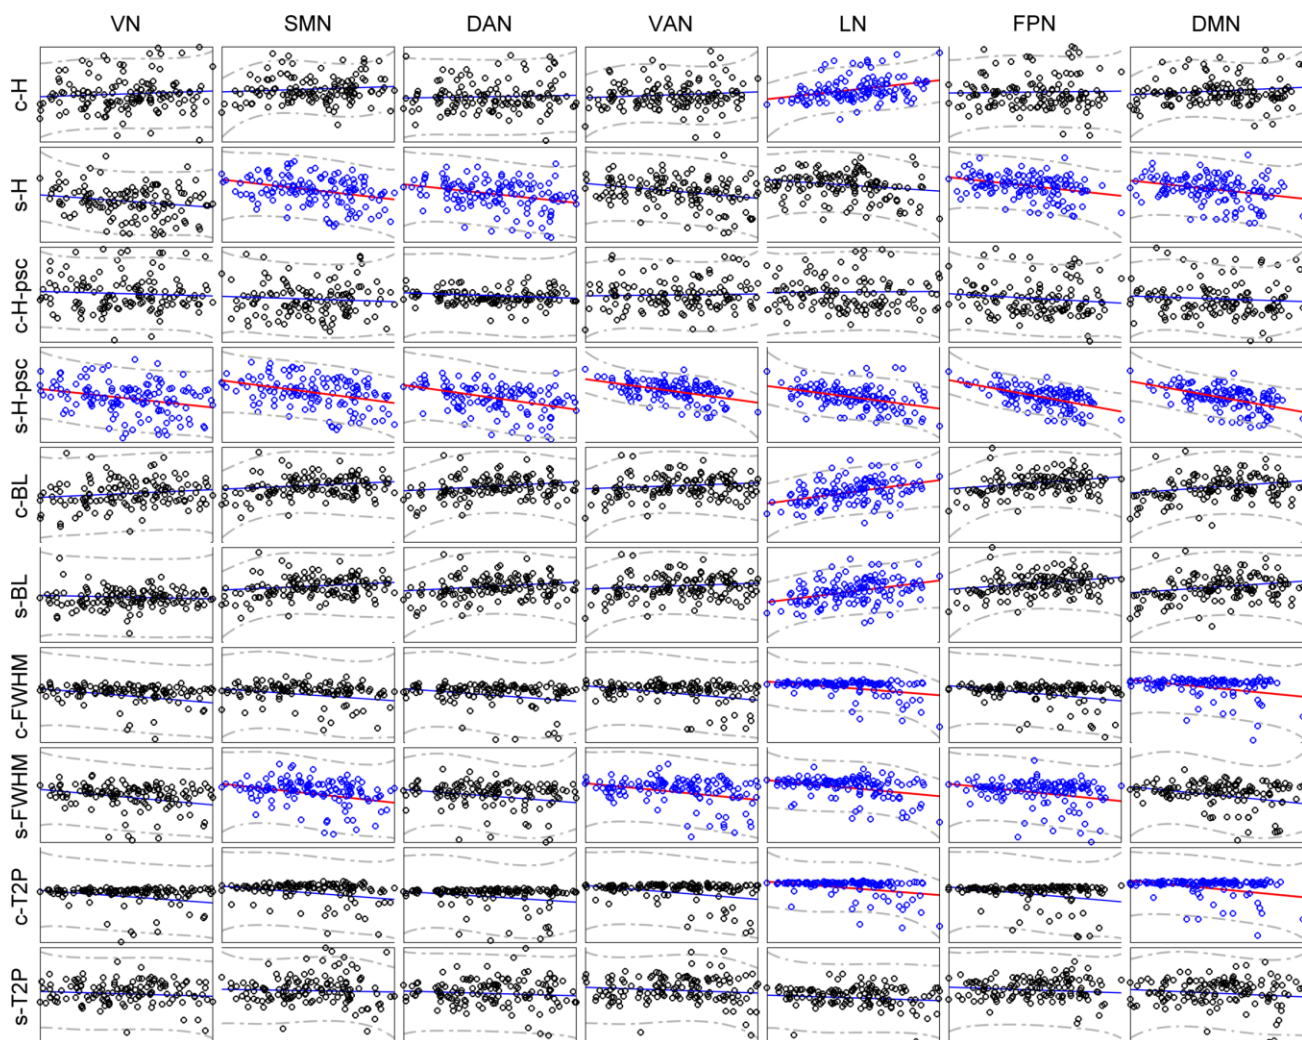 VN SMN DAN VAN LN FPN DMN
c-H
s-H
c-H-psc
s-H-psc
c-BL
s-BL
c-FWHM
s-FWHM
c-T2P
s-T2P